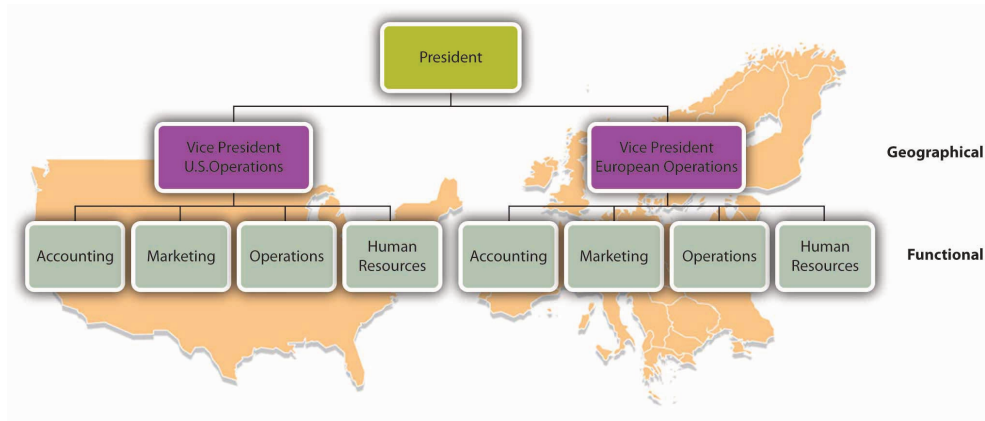 President
Vice President
U.S.Operations
Vice President
European Operations
Geographical
Accounting
Marketing
Operations
Human
Resources
Accounting
Marketing
Operations
Human
Resources
Functional